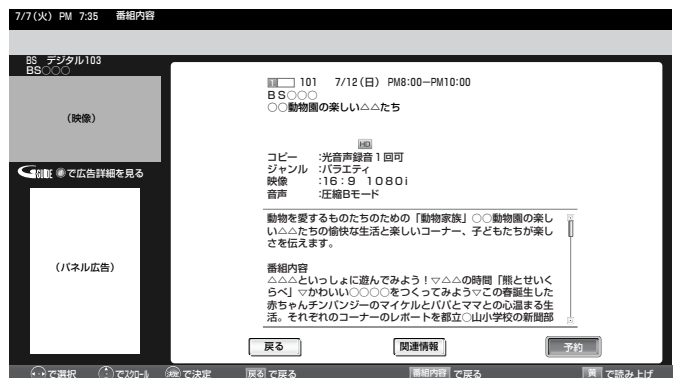 7/7(火) PM 7:35 番組内容
BS デジタル103
BS○○○
(映像)
GGUIDE ●で広告詳細を見る
(パネル広告)
101 7/12(日) PM8:00−PM10:00
BS○○○
○○動物園の楽しい△△たち
HD
コピー :光音声録音1回可
ジャンル :バラエティ
映像 :16:9 1080i
音声 :圧縮Bモード
動物を愛するものたちのための「動物家族」○○動物園の楽し
い△△たちの愉快な生活と楽しいコーナー、子どもたちが楽し
さを伝えます。
番組内容
△△△といっしょに遊んでみよう！▽△△の時間「熊とせいく
らべ」▽かわいい○○○○をつくってみよう▽この春誕生した
赤ちゃんチンパンジーのマイケルとパパとママとの心温まる生
活。それぞれのコーナーのレポートを都立○山小学校の新聞部
戻る 関連情報 予約
で選択 でスクロール 決定 で決定 戻る で戻る 番組内容 で戻る 黄 で読み上げ